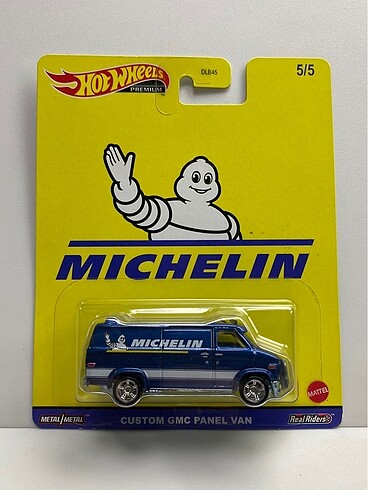 HOT WHEELS
PREMIUM
DLB45
5/5
MICHELIN
MICHELIN
MATTEL
METAL/METAL
CUSTOM GMC PANEL VAN
Real Riders